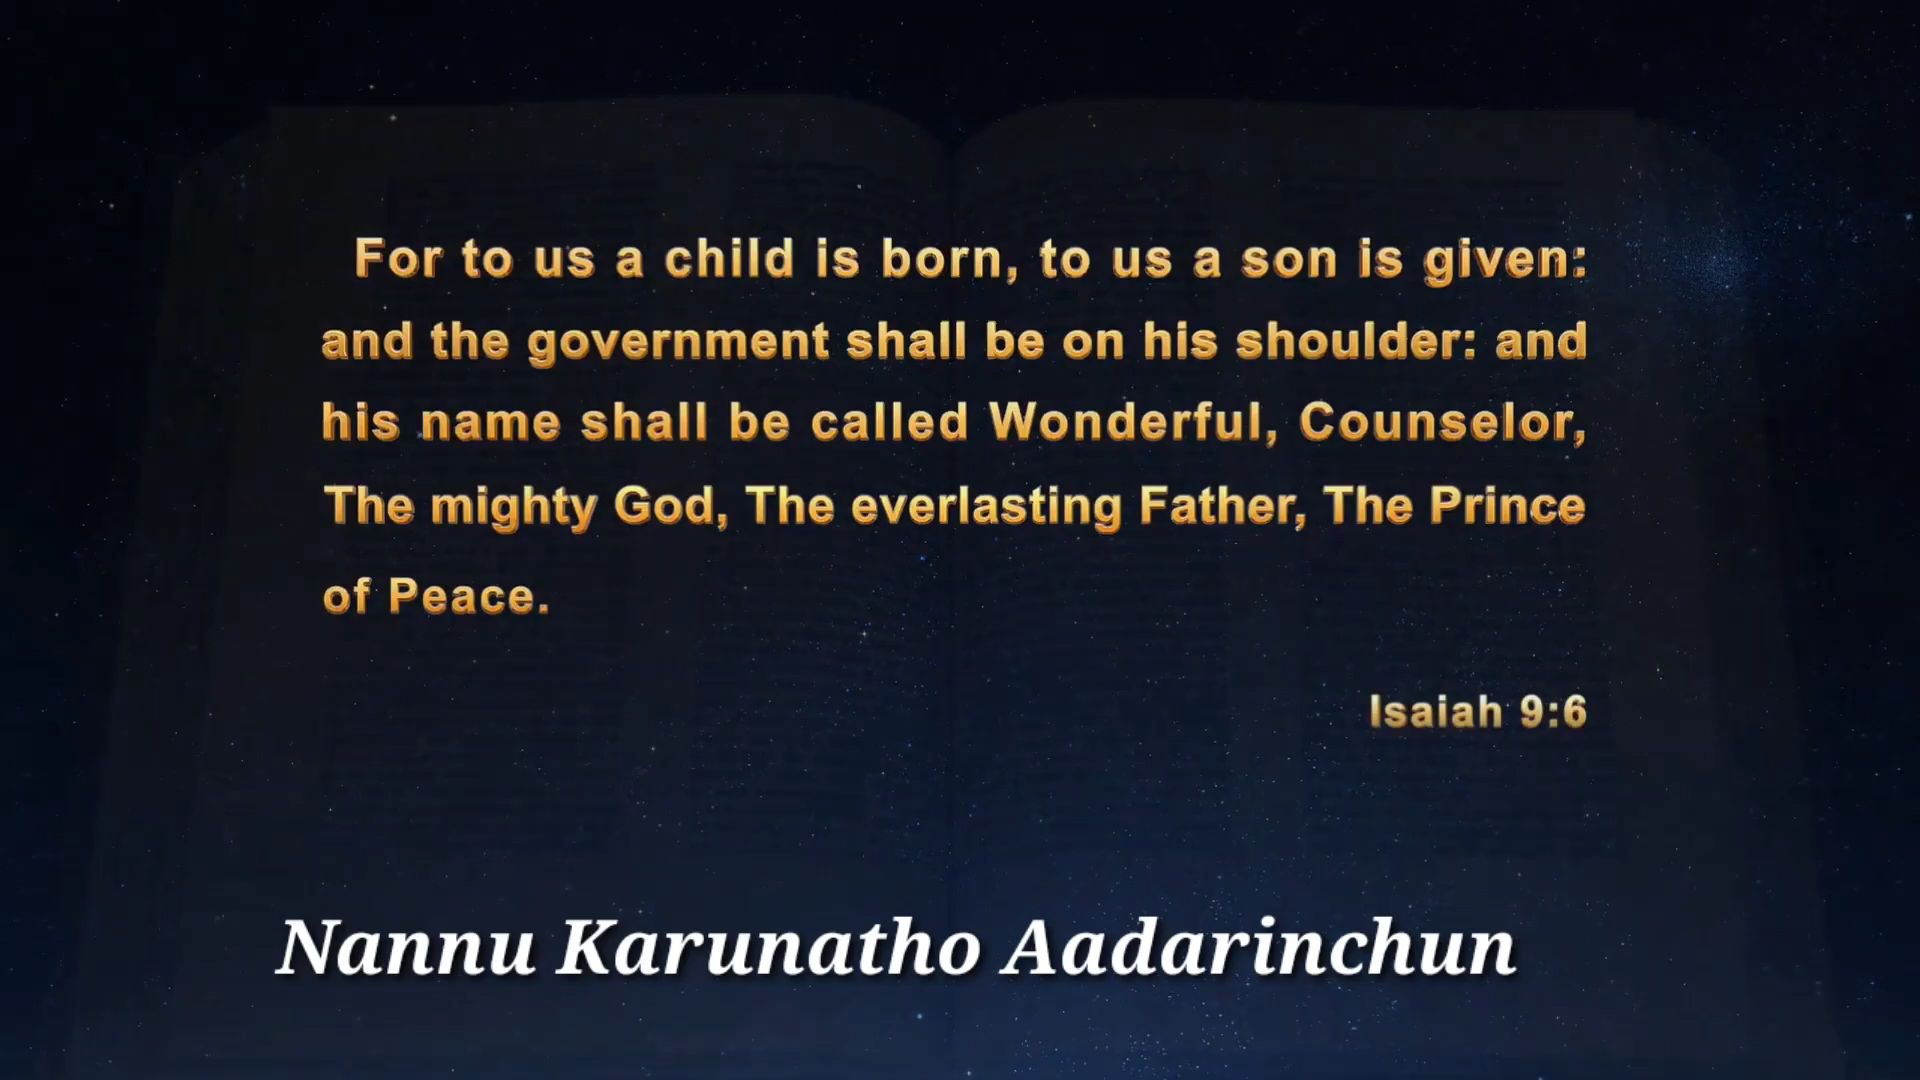 For to us a child is born, to us a son is given:
and the government shall be on his shoulder: and
his name shall be called Wonderful, Counselor,
The mighty God, The everlasting Father, The Prince
of Peace.
Isaiah 9:6
Nannu Karunatho Aadarinchun